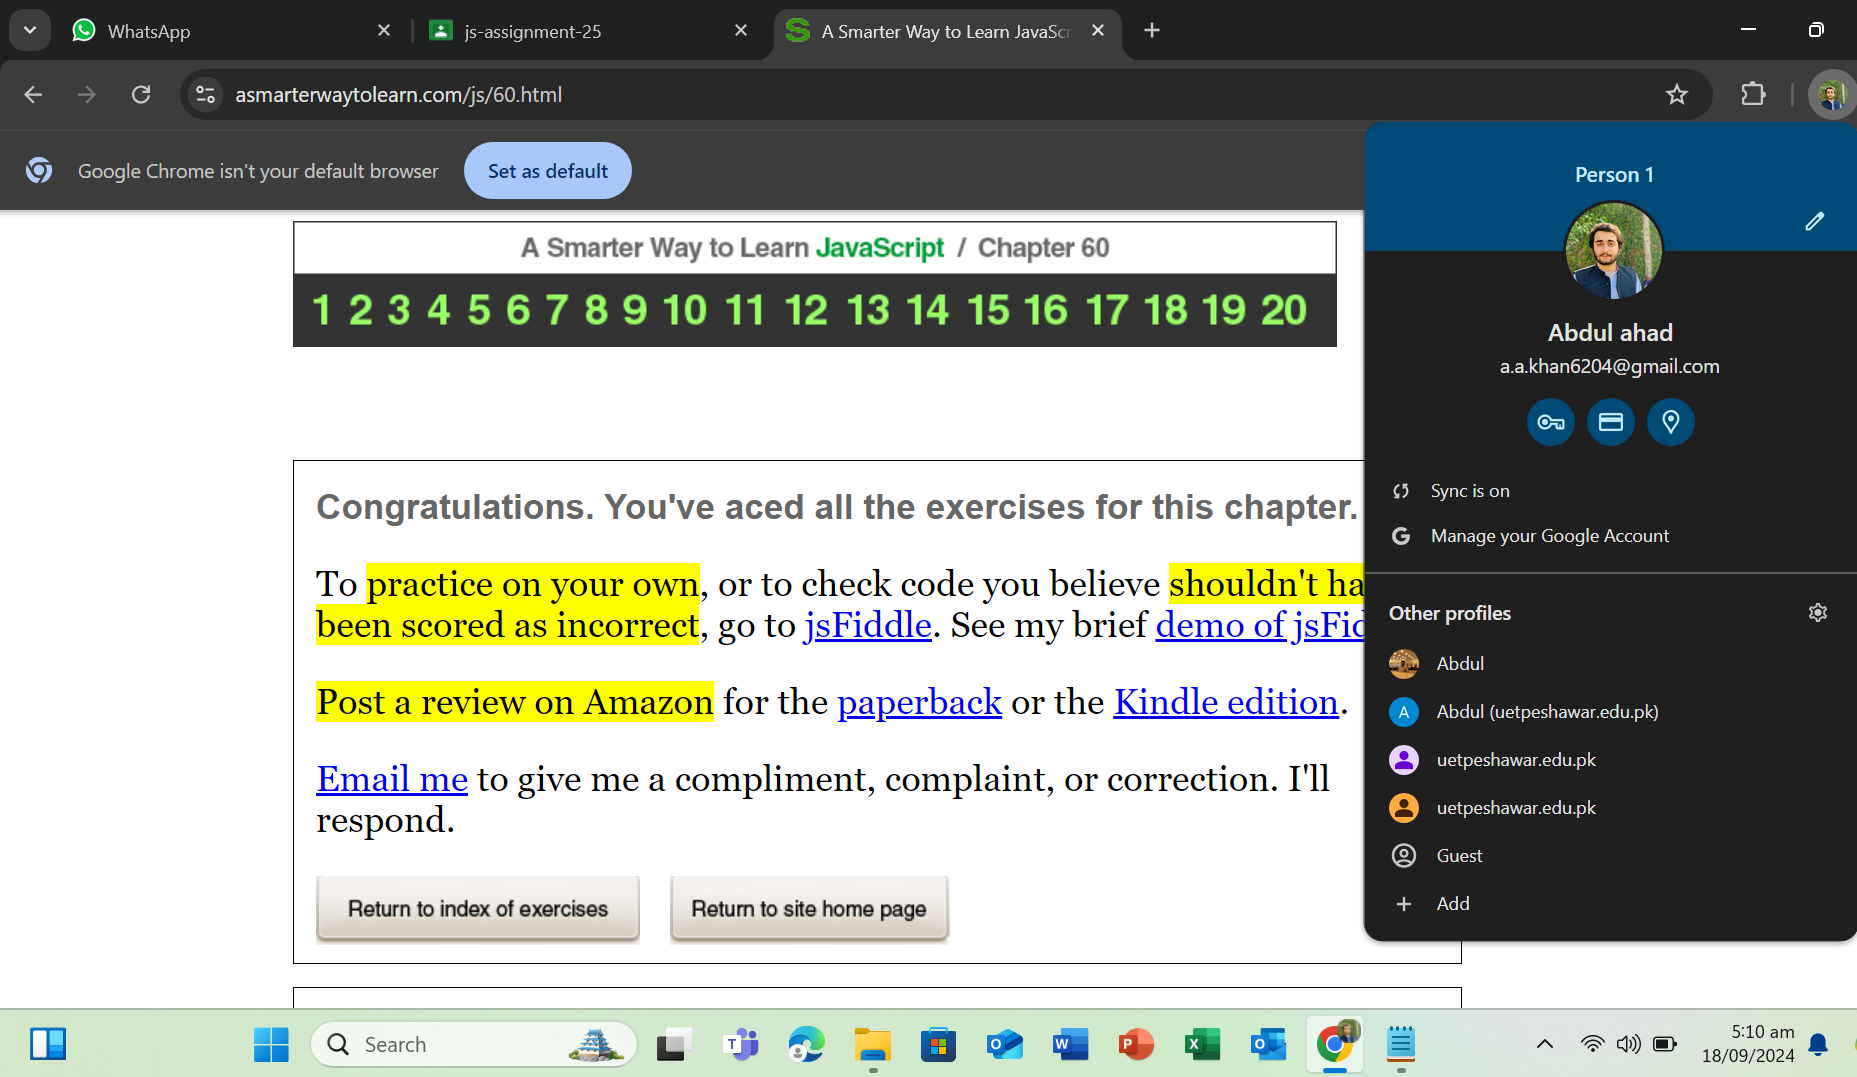 WhatsApp
js-assignment-25
A Smarter Way to Learn JavaScr
asmarterwaytolearn.com/js/60.html
Google Chrome isn't your default browser
Set as default
A Smarter Way to Learn JavaScript / Chapter 60
1 2 3 4 5 6 7 8 9 10 11 12 13 14 15 16 17 18 19 20
Congratulations. You've aced all the exercises for this chapter.
To practice on your own, or to check code you believe shouldn't ha
been scored as incorrect, go to jsFiddle. See my brief demo of jsFid
Post a review on Amazon for the paperback or the Kindle edition.
Email me to give me a compliment, complaint, or correction. I'll
respond.
Return to index of exercises
Return to site home page
Person 1
Abdul ahad
a.a.khan6204@gmail.com
Sync is on
Manage your Google Account
Other profiles
Abdul
A
Abdul (uetpeshawar.edu.pk)
uetpeshawar.edu.pk
uetpeshawar.edu.pk
Guest
Add
Search
5:10 am
18/09/2024